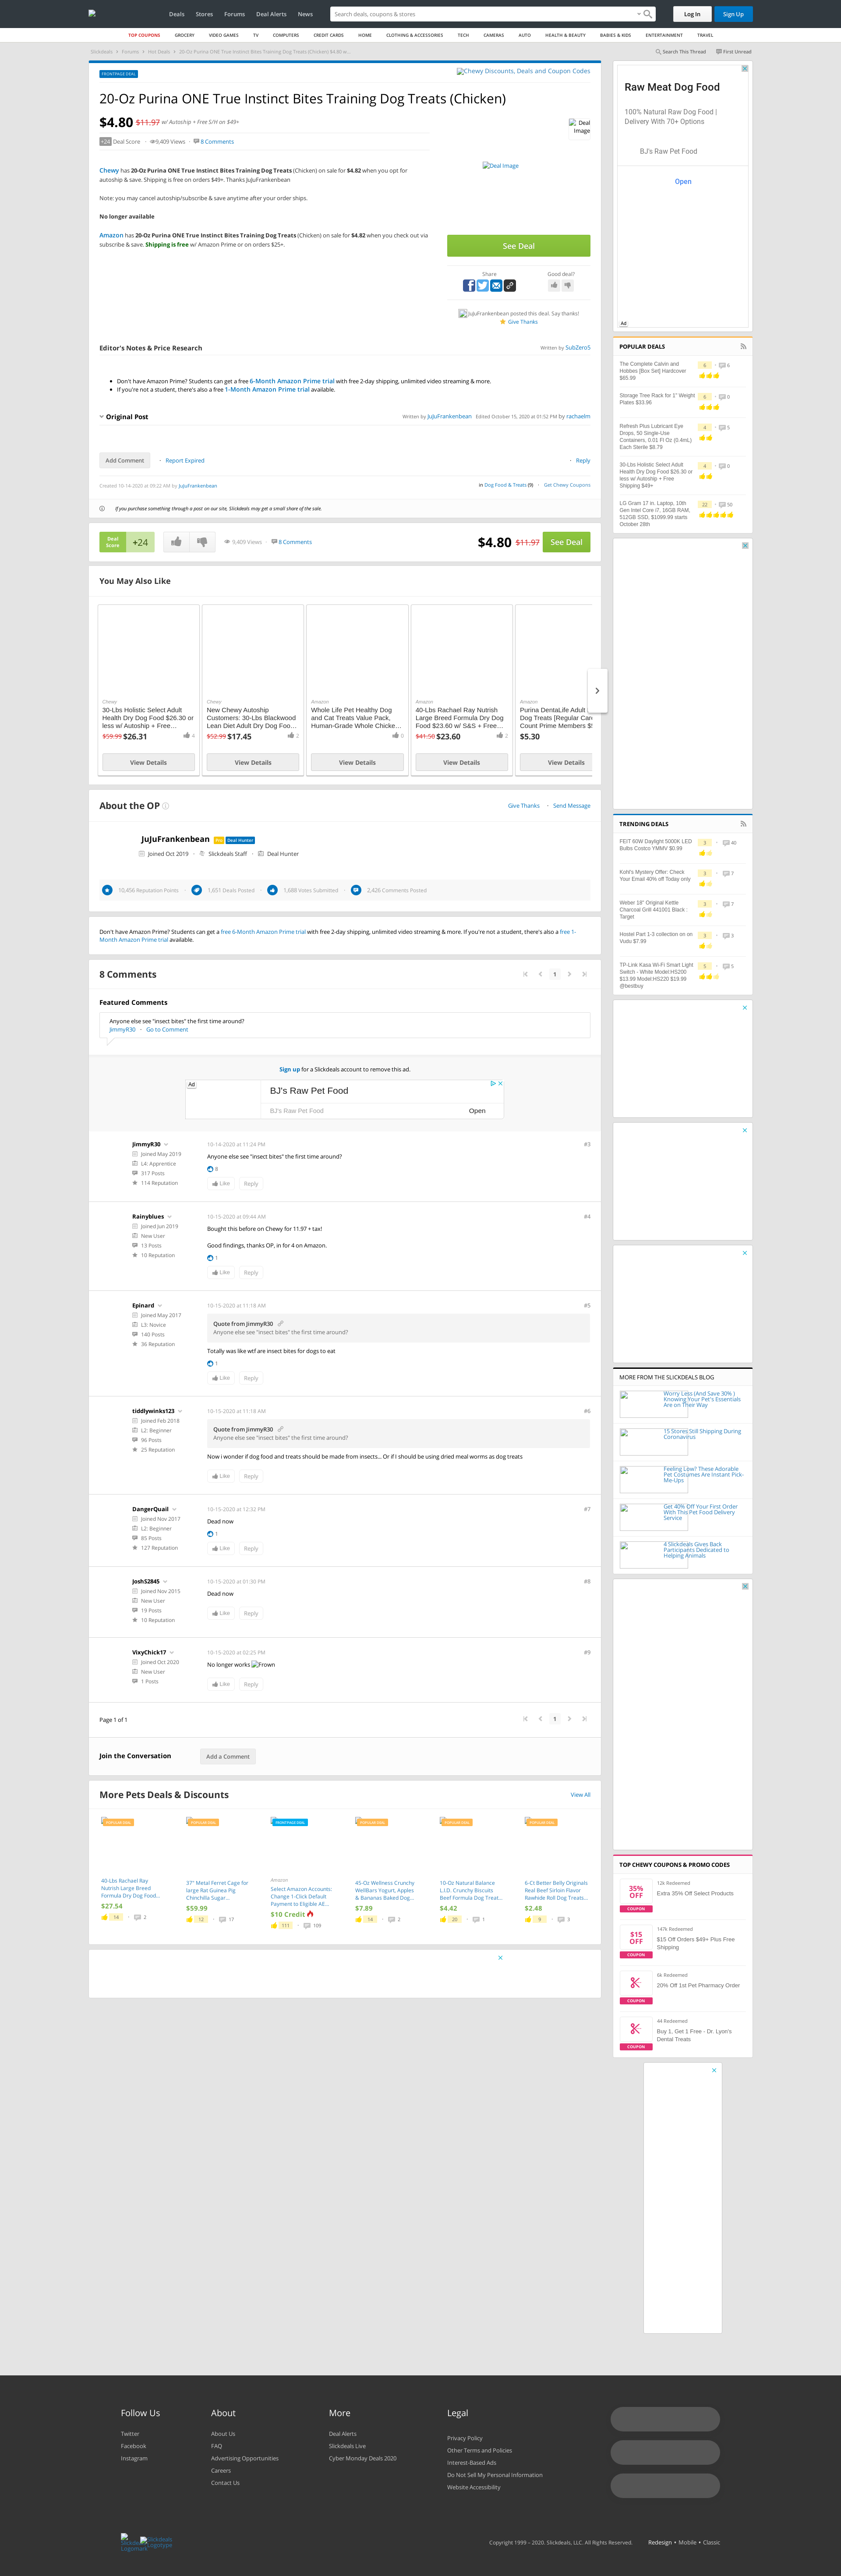 Deals Stores Forums Deal Alerts News Search deals, coupons & stores Log In Sign Up
TOP COUPONS GROCERY VIDEO GAMES TV COMPUTERS CREDIT CARDS HOME CLOTHING & ACCESSORIES TECH CAMERAS AUTO HEALTH & BEAUTY BABIES & KIDS ENTERTAINMENT TRAVEL
Slickdeals Forums Hot Deals 20-Oz Purina ONE True Instinct Bites Training Dog Treats (Chicken) $4.80 w...
Search This Thread First Unread
FRONTPAGE DEAL
Chewy Discounts, Deals and Coupon Codes
20-Oz Purina ONE True Instinct Bites Training Dog Treats (Chicken)
$4.80 $11.97 w/ Autoship + Free S/H on $49+
Deal Image
+24 Deal Score 9,409 Views 8 Comments
Chewy has 20-Oz Purina ONE True Instinct Bites Training Dog Treats (Chicken) on sale for $4.82 when you opt for
autoship & save. Shipping is free on orders $49+. Thanks JuJuFrankenbean
Note: you may cancel autoship/subscribe & save anytime after your order ships.
No longer available
Amazon has 20-Oz Purina ONE True Instinct Bites Training Dog Treats (Chicken) on sale for $4.82 when you check out via
subscribe & save. Shipping is free w/ Amazon Prime or on orders $25+.
Deal Image
See Deal
Share Good deal?
JuJuFrankenbean posted this deal. Say thanks!
Give Thanks
Editor's Notes & Price Research Written by SubZero5
Don't have Amazon Prime? Students can get a free 6-Month Amazon Prime trial with free 2-day shipping, unlimited video streaming & more.
If you're not a student, there's also a free 1-Month Amazon Prime trial available.
Original Post Written by JuJuFrankenbean Edited October 15, 2020 at 01:52 PM by rachaelm
Add Comment Report Expired Reply
Created 10-14-2020 at 09:22 AM by JuJuFrankenbean in Dog Food & Treats (9) Get Chewy Coupons
If you purchase something through a post on our site, Slickdeals may get a small share of the sale.
Deal
Score
+24 9,409 Views 8 Comments $4.80 $11.97 See Deal
You May Also Like
Chewy
30-Lbs Holistic Select Adult
Health Dry Dog Food $26.30 or
less w/ Autoship + Free...
$59.99 $26.31 4
View Details
Chewy
New Chewy Autoship
Customers: 30-Lbs Blackwood
Lean Diet Adult Dry Dog Foo...
$52.99 $17.45 2
View Details
Amazon
Whole Life Pet Healthy Dog
and Cat Treats Value Pack,
Human-Grade Whole Chicke...
0
View Details
Amazon
40-Lbs Rachael Ray Nutrish
Large Breed Formula Dry Dog
Food $23.60 w/ S&S + Free...
$41.50 $23.60 2
View Details
Amazon
Purina DentaLife Adult
Dog Treats [Regular Care
Count Prime Members $5
$5.30
View Details
About the OP Give Thanks Send Message
JuJuFrankenbean Pro Deal Hunter
Joined Oct 2019 Slickdeals Staff Deal Hunter
10,456 Reputation Points 1,651 Deals Posted 1,688 Votes Submitted 2,426 Comments Posted
Don't have Amazon Prime? Students can get a free 6-Month Amazon Prime trial with free 2-day shipping, unlimited video streaming & more. If you're not a student, there's also a free 1-
Month Amazon Prime trial available.
8 Comments 1
Featured Comments
Anyone else see "insect bites" the first time around?
JimmyR30 Go to Comment
Sign up for a Slickdeals account to remove this ad.
Ad
BJ's Raw Pet Food
BJ's Raw Pet Food Open
JimmyR30 10-14-2020 at 11:24 PM #3
Joined May 2019
L4: Apprentice
317 Posts
114 Reputation
Anyone else see "insect bites" the first time around?
8
Like Reply
Rainyblues 10-15-2020 at 09:44 AM #4
Joined Jun 2019
New User
13 Posts
10 Reputation
Bought this before on Chewy for 11.97 + tax!
Good findings, thanks OP, in for 4 on Amazon.
1
Like Reply
Epinard 10-15-2020 at 11:18 AM #5
Joined May 2017
L3: Novice
140 Posts
36 Reputation
Quote from JimmyR30
Anyone else see "insect bites" the first time around?
Totally was like wtf are insect bites for dogs to eat
1
Like Reply
tiddlywinks123 10-15-2020 at 11:18 AM #6
Joined Feb 2018
L2: Beginner
96 Posts
25 Reputation
Quote from JimmyR30
Anyone else see "insect bites" the first time around?
Now i wonder if dog food and treats should be made from insects... Or if I should be using dried meal worms as dog treats
Like Reply
DangerQuail 10-15-2020 at 12:32 PM #7
Joined Nov 2017
L2: Beginner
85 Posts
127 Reputation
Dead now
1
Like Reply
JoshS2845 10-15-2020 at 01:30 PM #8
Joined Nov 2015
New User
19 Posts
10 Reputation
Dead now
Like Reply
VixyChick17 10-15-2020 at 02:25 PM #9
Joined Oct 2020
New User
1 Posts
No longer works Frown
Like Reply
Page 1 of 1 1
Join the Conversation Add a Comment
More Pets Deals & Discounts View All
POPULAR DEAL
40-Lbs Rachael Ray
Nutrish Large Breed
Formula Dry Dog Food...
$27.54
14 2
POPULAR DEAL
37" Metal Ferret Cage for
large Rat Guinea Pig
Chinchilla Sugar...
$59.99
12 17
FRONTPAGE DEAL
Amazon
Select Amazon Accounts:
Change 1-Click Default
Payment to Eligible AE...
$10 Credit
111 109
POPULAR DEAL
45-Oz Wellness Crunchy
WellBars Yogurt, Apples
& Bananas Baked Dog...
$7.89
14 2
POPULAR DEAL
10-Oz Natural Balance
L.I.D. Crunchy Biscuits
Beef Formula Dog Treat...
$4.42
20 1
POPULAR DEAL
6-Ct Better Belly Originals
Real Beef Sirloin Flavor
Rawhide Roll Dog Treats...
$2.48
9 3
Raw Meat Dog Food
100% Natural Raw Dog Food |
Delivery With 70+ Options
BJ's Raw Pet Food
Open
Ad
POPULAR DEALS
The Complete Calvin and
Hobbes [Box Set] Hardcover
$65.99
6 6
Storage Tree Rack for 1" Weight
Plates $33.96
6 0
Refresh Plus Lubricant Eye
Drops, 50 Single-Use
Containers, 0.01 Fl Oz (0.4mL)
Each Sterile $8.79
4 5
30-Lbs Holistic Select Adult
Health Dry Dog Food $26.30 or
less w/ Autoship + Free
Shipping $49+
4 0
LG Gram 17 in. Laptop, 10th
Gen Intel Core i7, 16GB RAM,
512GB SSD, $1099.99 starts
October 28th
22 50
TRENDING DEALS
FEIT 60W Daylight 5000K LED
Bulbs Costco YMMV $0.99
3 40
Kohl's Mystery Offer: Check
Your Email 40% off Today only
3 7
Weber 18" Original Kettle
Charcoal Grill 441001 Black :
Target
3 7
Hostel Part 1-3 collection on on
Vudu $7.99
3 3
TP-Link Kasa Wi-Fi Smart Light
Switch - White Model:HS200
$13.99 Model:HS220 $19.99
@bestbuy
5 5
MORE FROM THE SLICKDEALS BLOG
Worry Less (And Save 30% )
Knowing Your Pet's Essentials
Are on Their Way
15 Stores Still Shipping During
Coronavirus
Feeling Low? These Adorable
Pet Costumes Are Instant Pick-
Me-Ups
Get 40% Off Your First Order
With This Pet Food Delivery
Service
4 Slickdeals Gives Back
Participants Dedicated to
Helping Animals
TOP CHEWY COUPONS & PROMO CODES
35%
OFF
COUPON
12k Redeemed
Extra 35% Off Select Products
$15
OFF
COUPON
147k Redeemed
$15 Off Orders $49+ Plus Free
Shipping
COUPON
6k Redeemed
20% Off 1st Pet Pharmacy Order
COUPON
44 Redeemed
Buy 1, Get 1 Free - Dr. Lyon's
Dental Treats
Follow Us
Twitter
Facebook
Instagram
About
About Us
FAQ
Advertising Opportunities
Careers
Contact Us
More
Deal Alerts
Slickdeals Live
Cyber Monday Deals 2020
Legal
Privacy Policy
Other Terms and Policies
Interest-Based Ads
Do Not Sell My Personal Information
Website Accessibility
Slickdeals Logomark
Slickdeals Logotype
Copyright 1999 – 2020. Slickdeals, LLC. All Rights Reserved. Redesign • Mobile • Classic